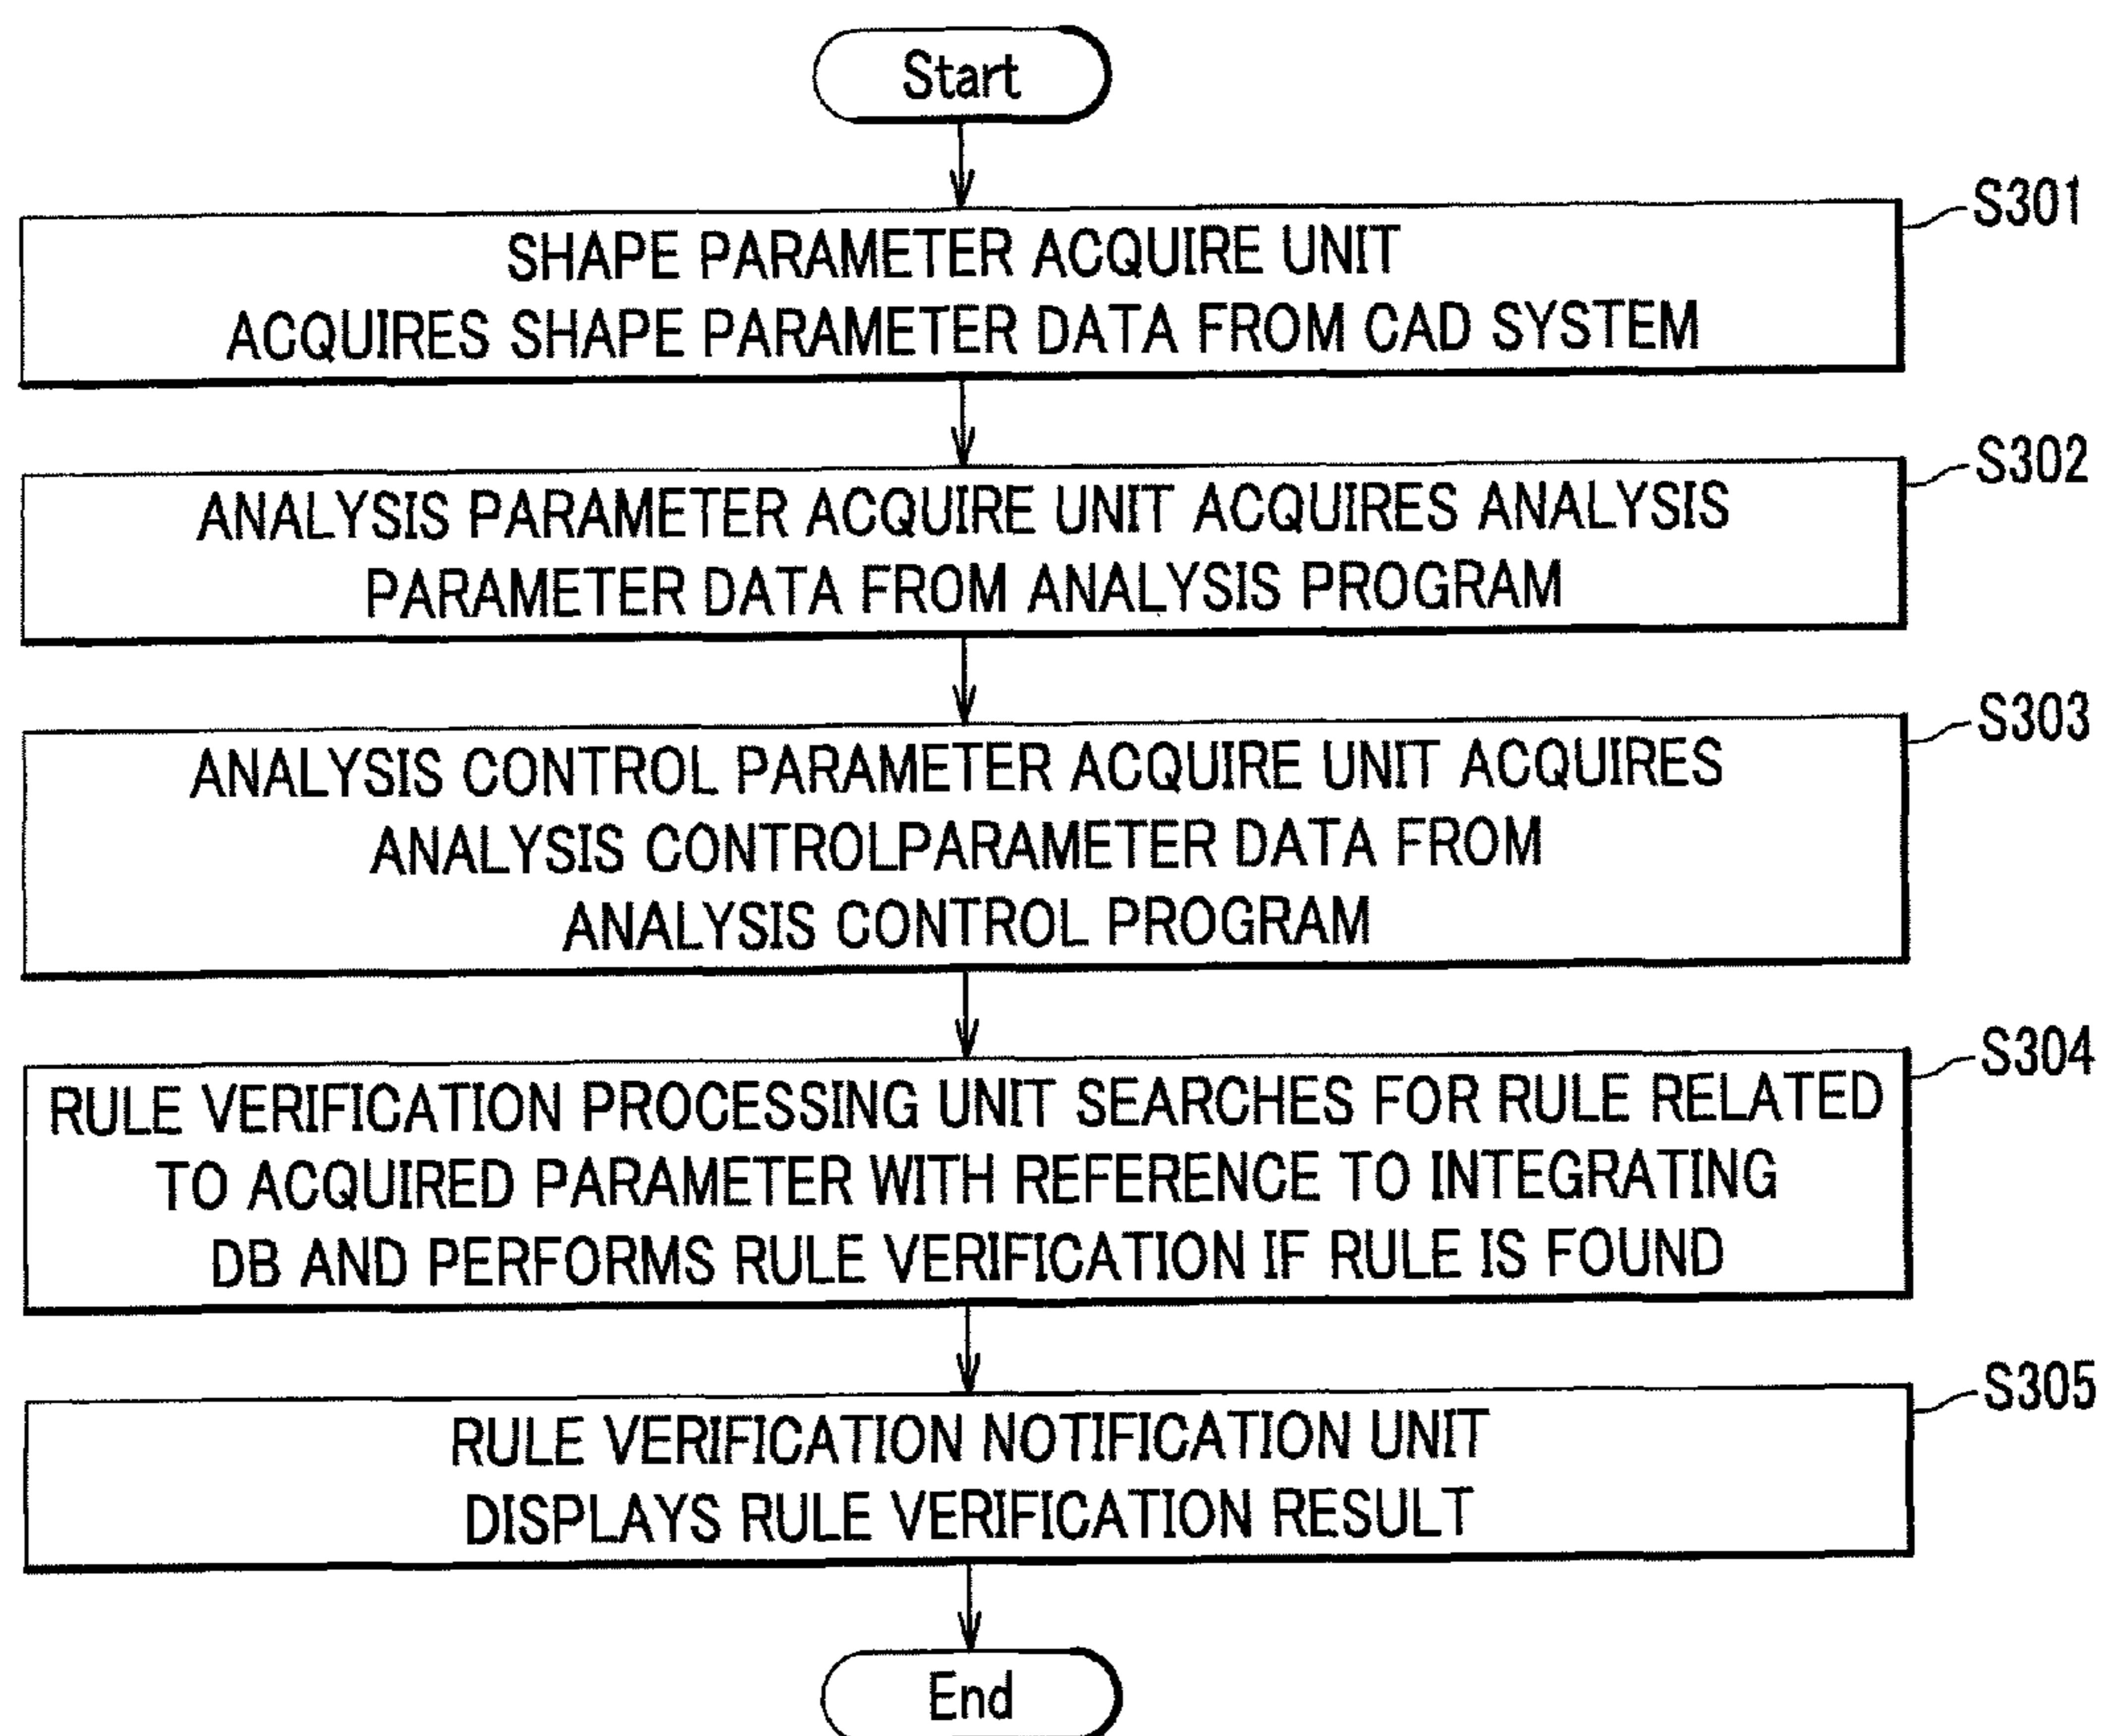 Start
S301
SHAPE PARAMETER ACQUIRE UNIT
ACQUIRES SHAPE PARAMETER DATA FROM CAD SYSTEM
S302
ANALYSIS PARAMETER ACQUIRE UNIT ACQUIRES ANALYSIS
PARAMETER DATA FROM ANALYSIS PROGRAM
S303
ANALYSIS CONTROL PARAMETER ACQUIRE UNIT ACQUIRES
ANALYSIS CONTROLPARAMETER DATA FROM
ANALYSIS CONTROL PROGRAM
S304
RULE VERIFICATION PROCESSING UNIT SEARCHES FOR RULE RELATED
TO ACQUIRED PARAMETER WITH REFERENCE TO INTEGRATING
DB AND PERFORMS RULE VERIFICATION IF RULE IS FOUND
S305
RULE VERIFICATION NOTIFICATION UNIT
DISPLAYS RULE VERIFICATION RESULT
End